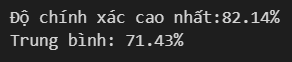 Độ chính xác cao nhất:82.14%
Trung bình: 71.43%